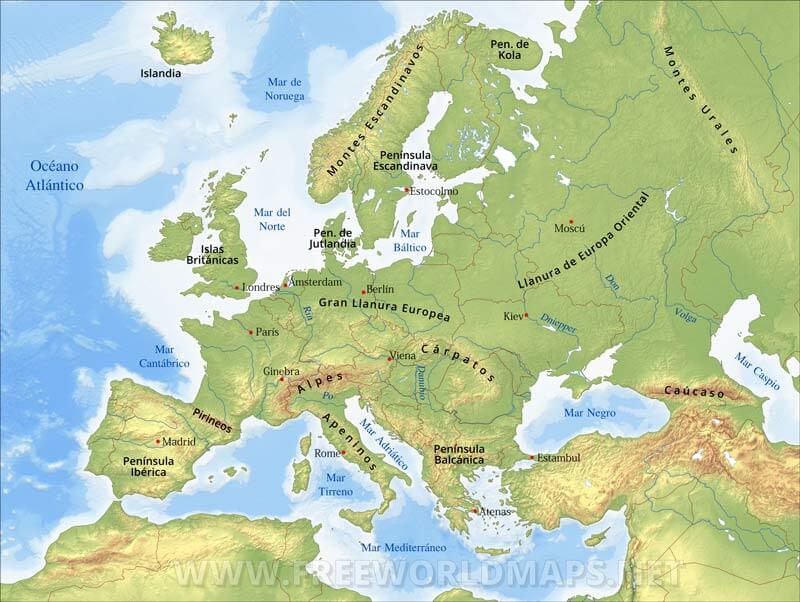 Islandia
Mar de
Noruega
Montes Escandinavos
Pen. de
Kola
Montes Urales
Océano
Atlántico
Península
Escandinava
Estocolmo
Mar del
Norte
Pen. de
Jutlandia
Mar
Báltico
Moscú
Llanura de Europa Oriental
Islas
Británicas
Londres
Ámsterdam
Berlín
Gran Llanura Europea
Rin
Kiev
Dniepper
Don
Volga
París
Mar
Cantábrico
Ginebra
Alpes
Viena
Cárpatos
Danubio
Po
Mar Caspio
Caúcaso
Mar Negro
Pirineos
Madrid
Península
Ibérica
Apeninos
Rome
Mar Adriático
Mar
Tirreno
Península
Balcánica
Estambul
Atenas
Mar Mediterráneo
WWW.FREEWORLDMAPS.NET